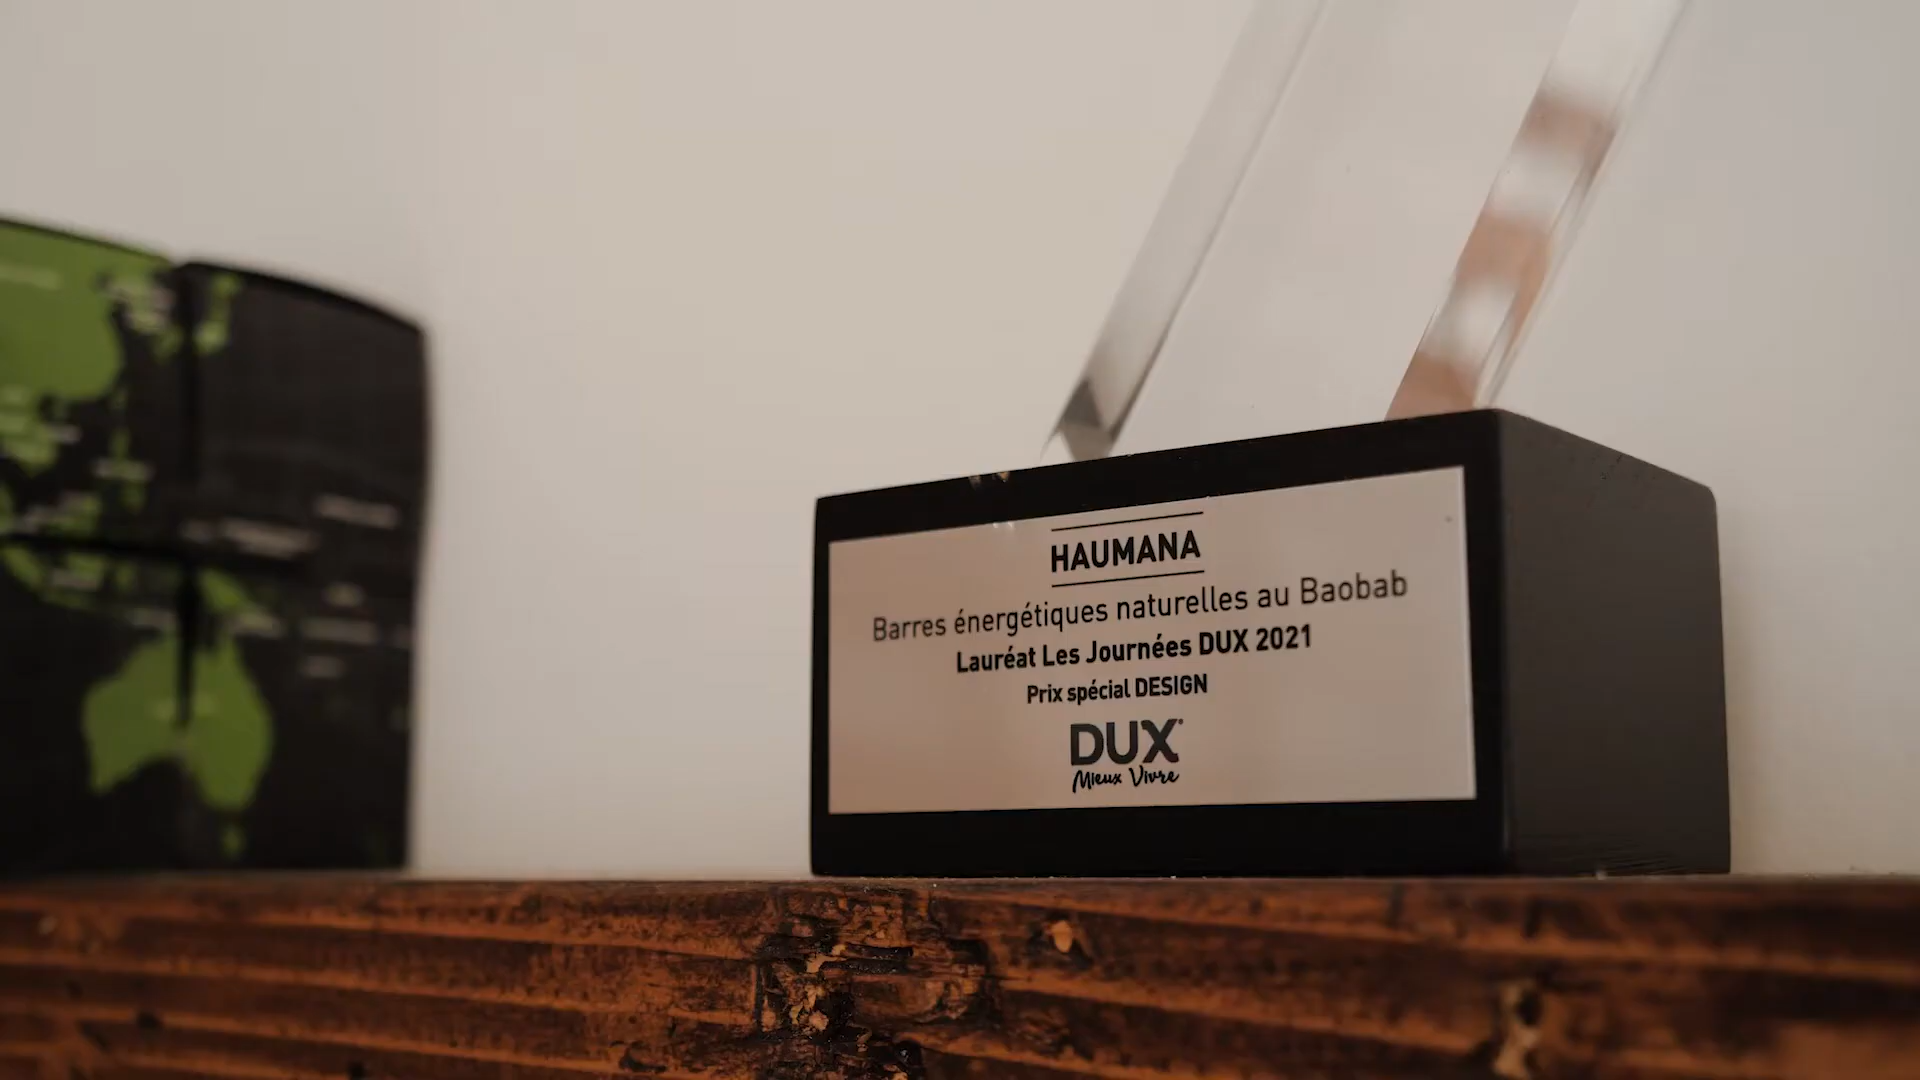 HAUMANA
Barres énergétiques naturelles au Baobab
Lauréat Les Journées DUX 2021
Prix spécial DESIGN
DUX
Mieux Vivre